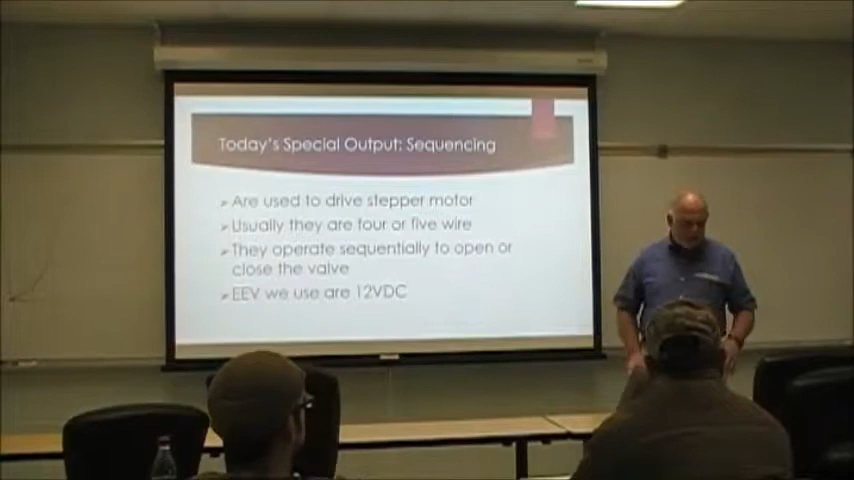 Today's Special Output: Sequencing
Are used to drive stepper motor
Usually they are four or five wire
They operate sequentially to open or
close the valve
EEV we use are 12VDC